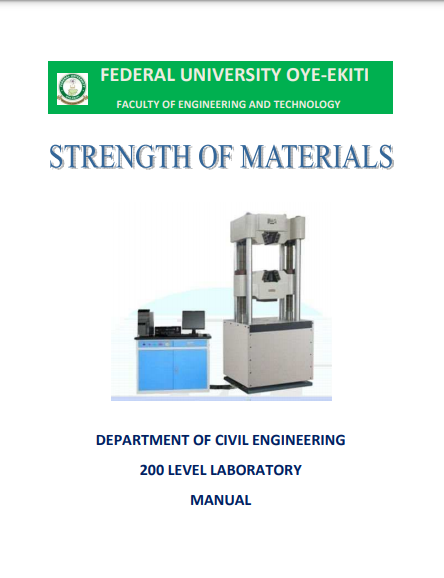 FEDERAL UNIVERSITY OYE-EKITI
FACULTY OF ENGINEERING AND TECHNOLOGY
STRENGTH OF MATERIALS
DEPARTMENT OF CIVIL ENGINEERING
200 LEVEL LABORATORY
MANUAL